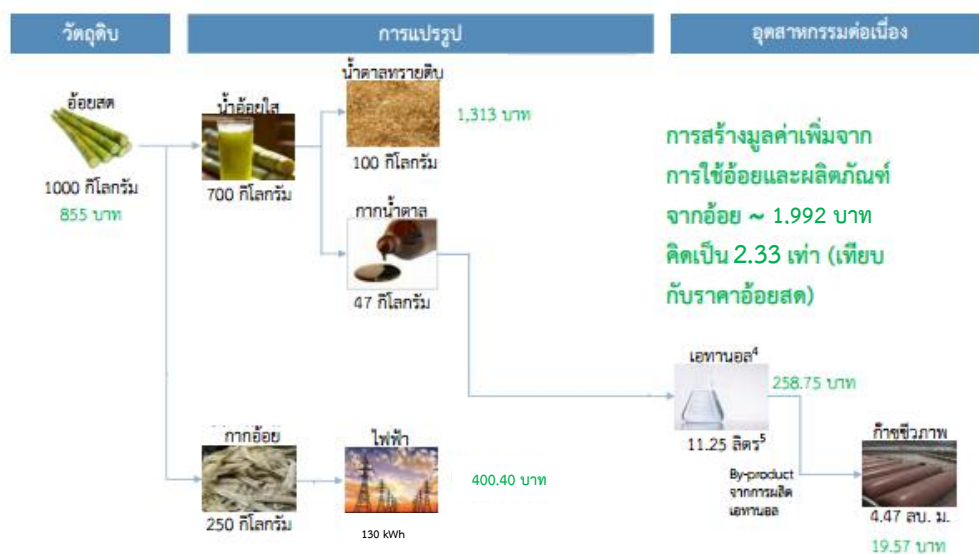 วัตถุดิบ
การแปรรูป
อุตสาหกรรมต่อเนื่อง
อ้อยสด
1000 กิโลกรัม
855 บาท
น้ำอ้อยใส
700 กิโลกรัม
น้ำตาลทรายดิบ
1,313 บาท
100 กิโลกรัม
กากน้ำตาล
47 กิโลกรัม
การสร้างมูลค่าเพิ่มจาก
การใช้อ้อยและผลิตภัณฑ์
จากอ้อย ~ 1.992 บาท
คิดเป็น 2.33 เท่า (เทียบ
กับราคาอ้อยสด)
เอทานอล⁴
258.75 บาท
11.25 ลิตร⁵
By-product
จากการผลิต
เอทานอล
ก๊าซชีวภาพ
4.47 ลบ. ม.
19.57 บาท
กากอ้อย
250 กิโลกรัม
ไฟฟ้า
400.40 บาท
130 kWh